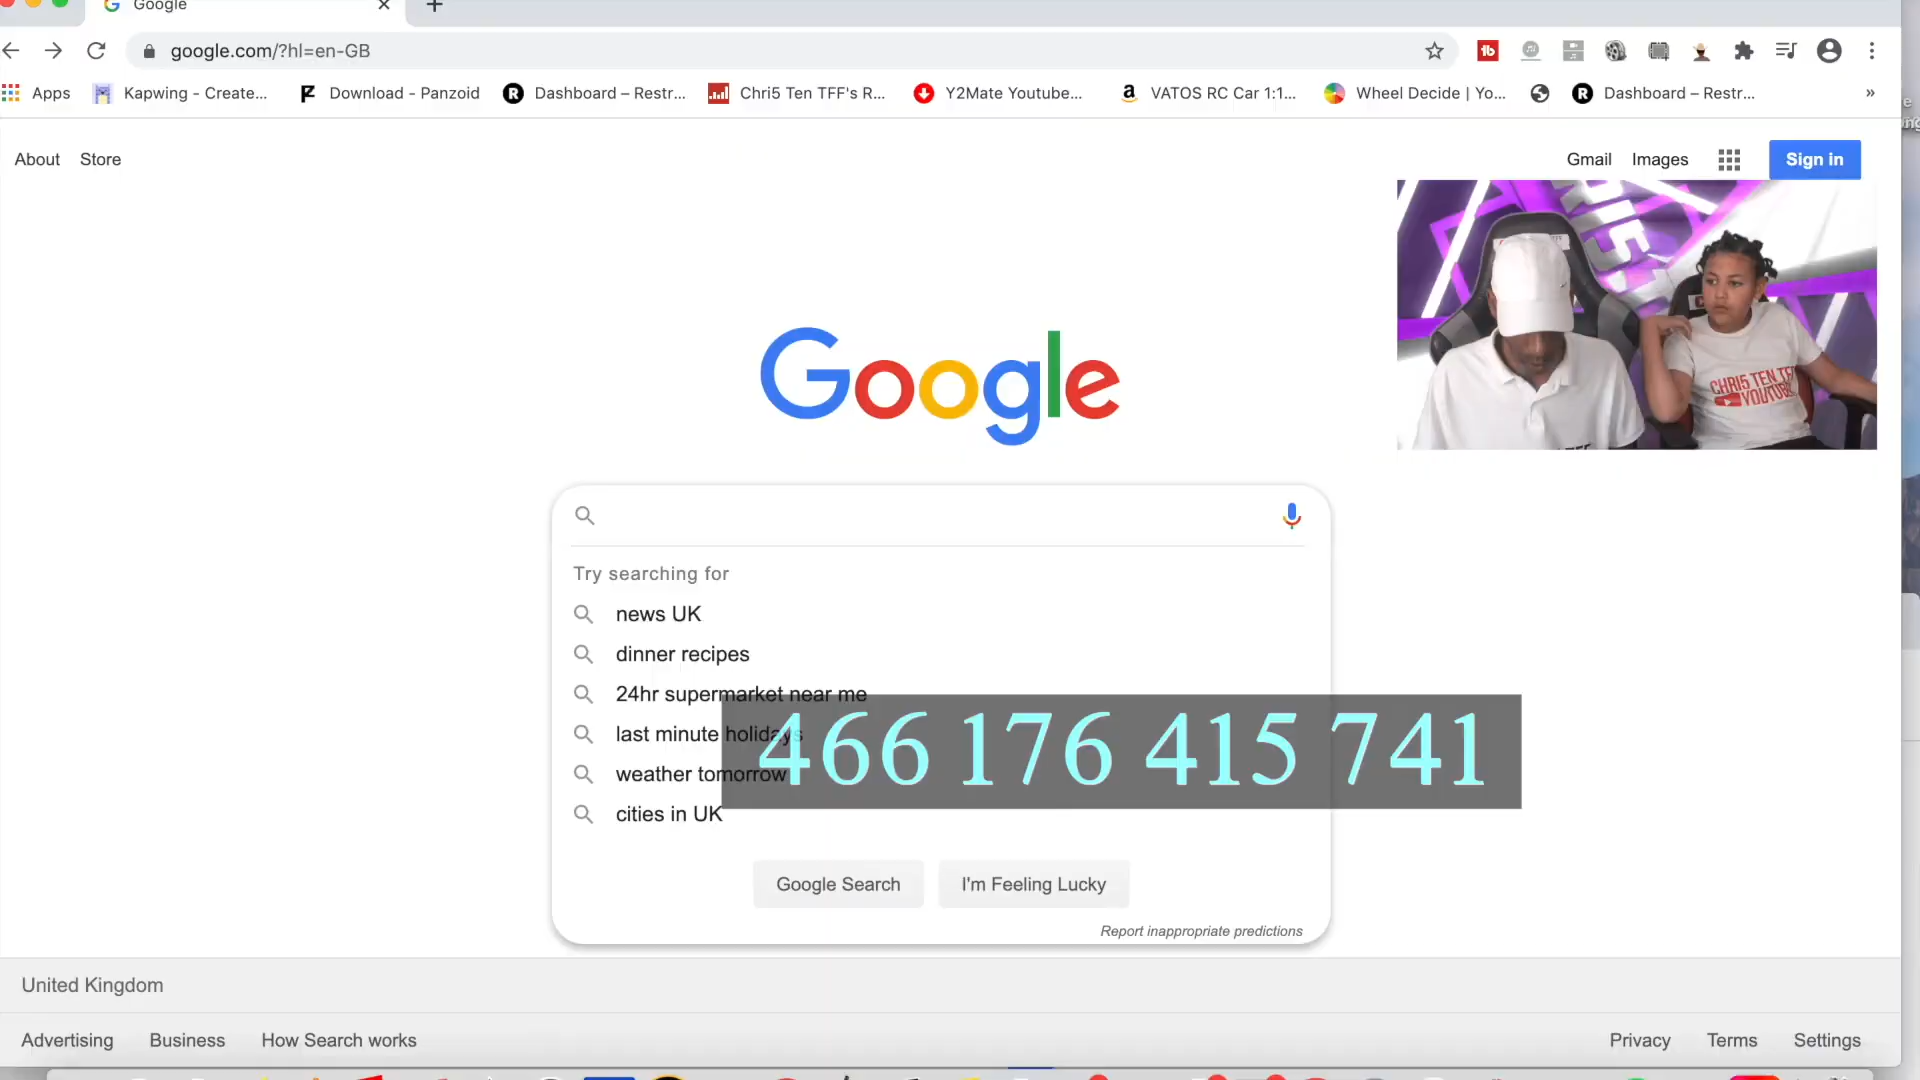 Google
google.com/?hl=en-GB
Apps Kapwing - Create... Download - Panzoid Dashboard – Restr... Chri5 Ten TFF's R... Y2Mate Youtube... VATOS RC Car 1:1... Wheel Decide | Yo... Dashboard – Restr... »
About Store Gmail Images Sign in
Google
CHRI5 TEN
YOUTUBE
Try searching for
news UK
dinner recipes
24hr supermarket near me
last minute holidays
weather tomorrow
466 176 415 741
cities in UK
Google Search I'm Feeling Lucky
Report inappropriate predictions
United Kingdom
Advertising Business How Search works Privacy Terms Settings